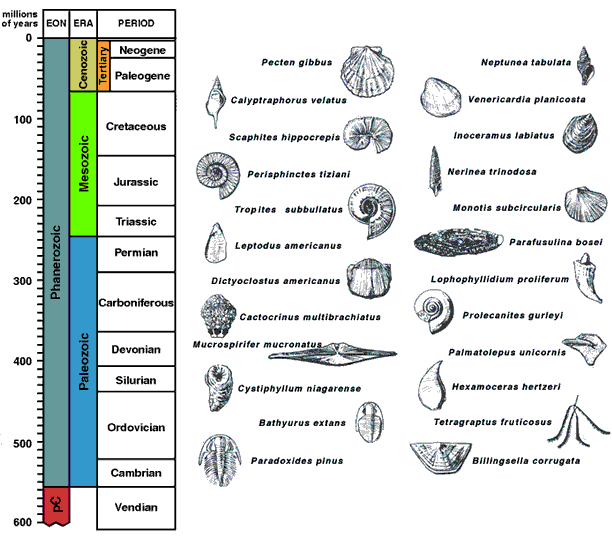 millions
of years
EON
ERA
PERIOD
0
100
200
300
400
500
600
Phanerozoic
pЄ
Cenozoic
Mesozoic
Paleozoic
Tertiary
Neogene
Paleogene
Cretaceous
Jurassic
Triassic
Permian
Carboniferous
Devonian
Silurian
Ordovician
Cambrian
Vendian
Pecten gibbus
Calyptraphorus velatus
Scaphites hippocrepis
Perisphinctes tiziani
Tropites subbullatus
Leptodus americanus
Dictyoclostus americanus
Cactocrinus multibrachiatus
Mucrospirifer mucronatus
Cystiphyllum niagarense
Bathyurus extans
Paradoxides pinus
Neptunea tabulata
Venericardia planicosta
Inoceramus labiatus
Nerinea trinodosa
Monotis subcircularis
Parafusulina bosei
Lophophyllidium proliferum
Prolecanites gurleyi
Palmatolepus unicornis
Hexamoceras hertzeri
Tetragraptus fruticosus
Billingsella corrugata